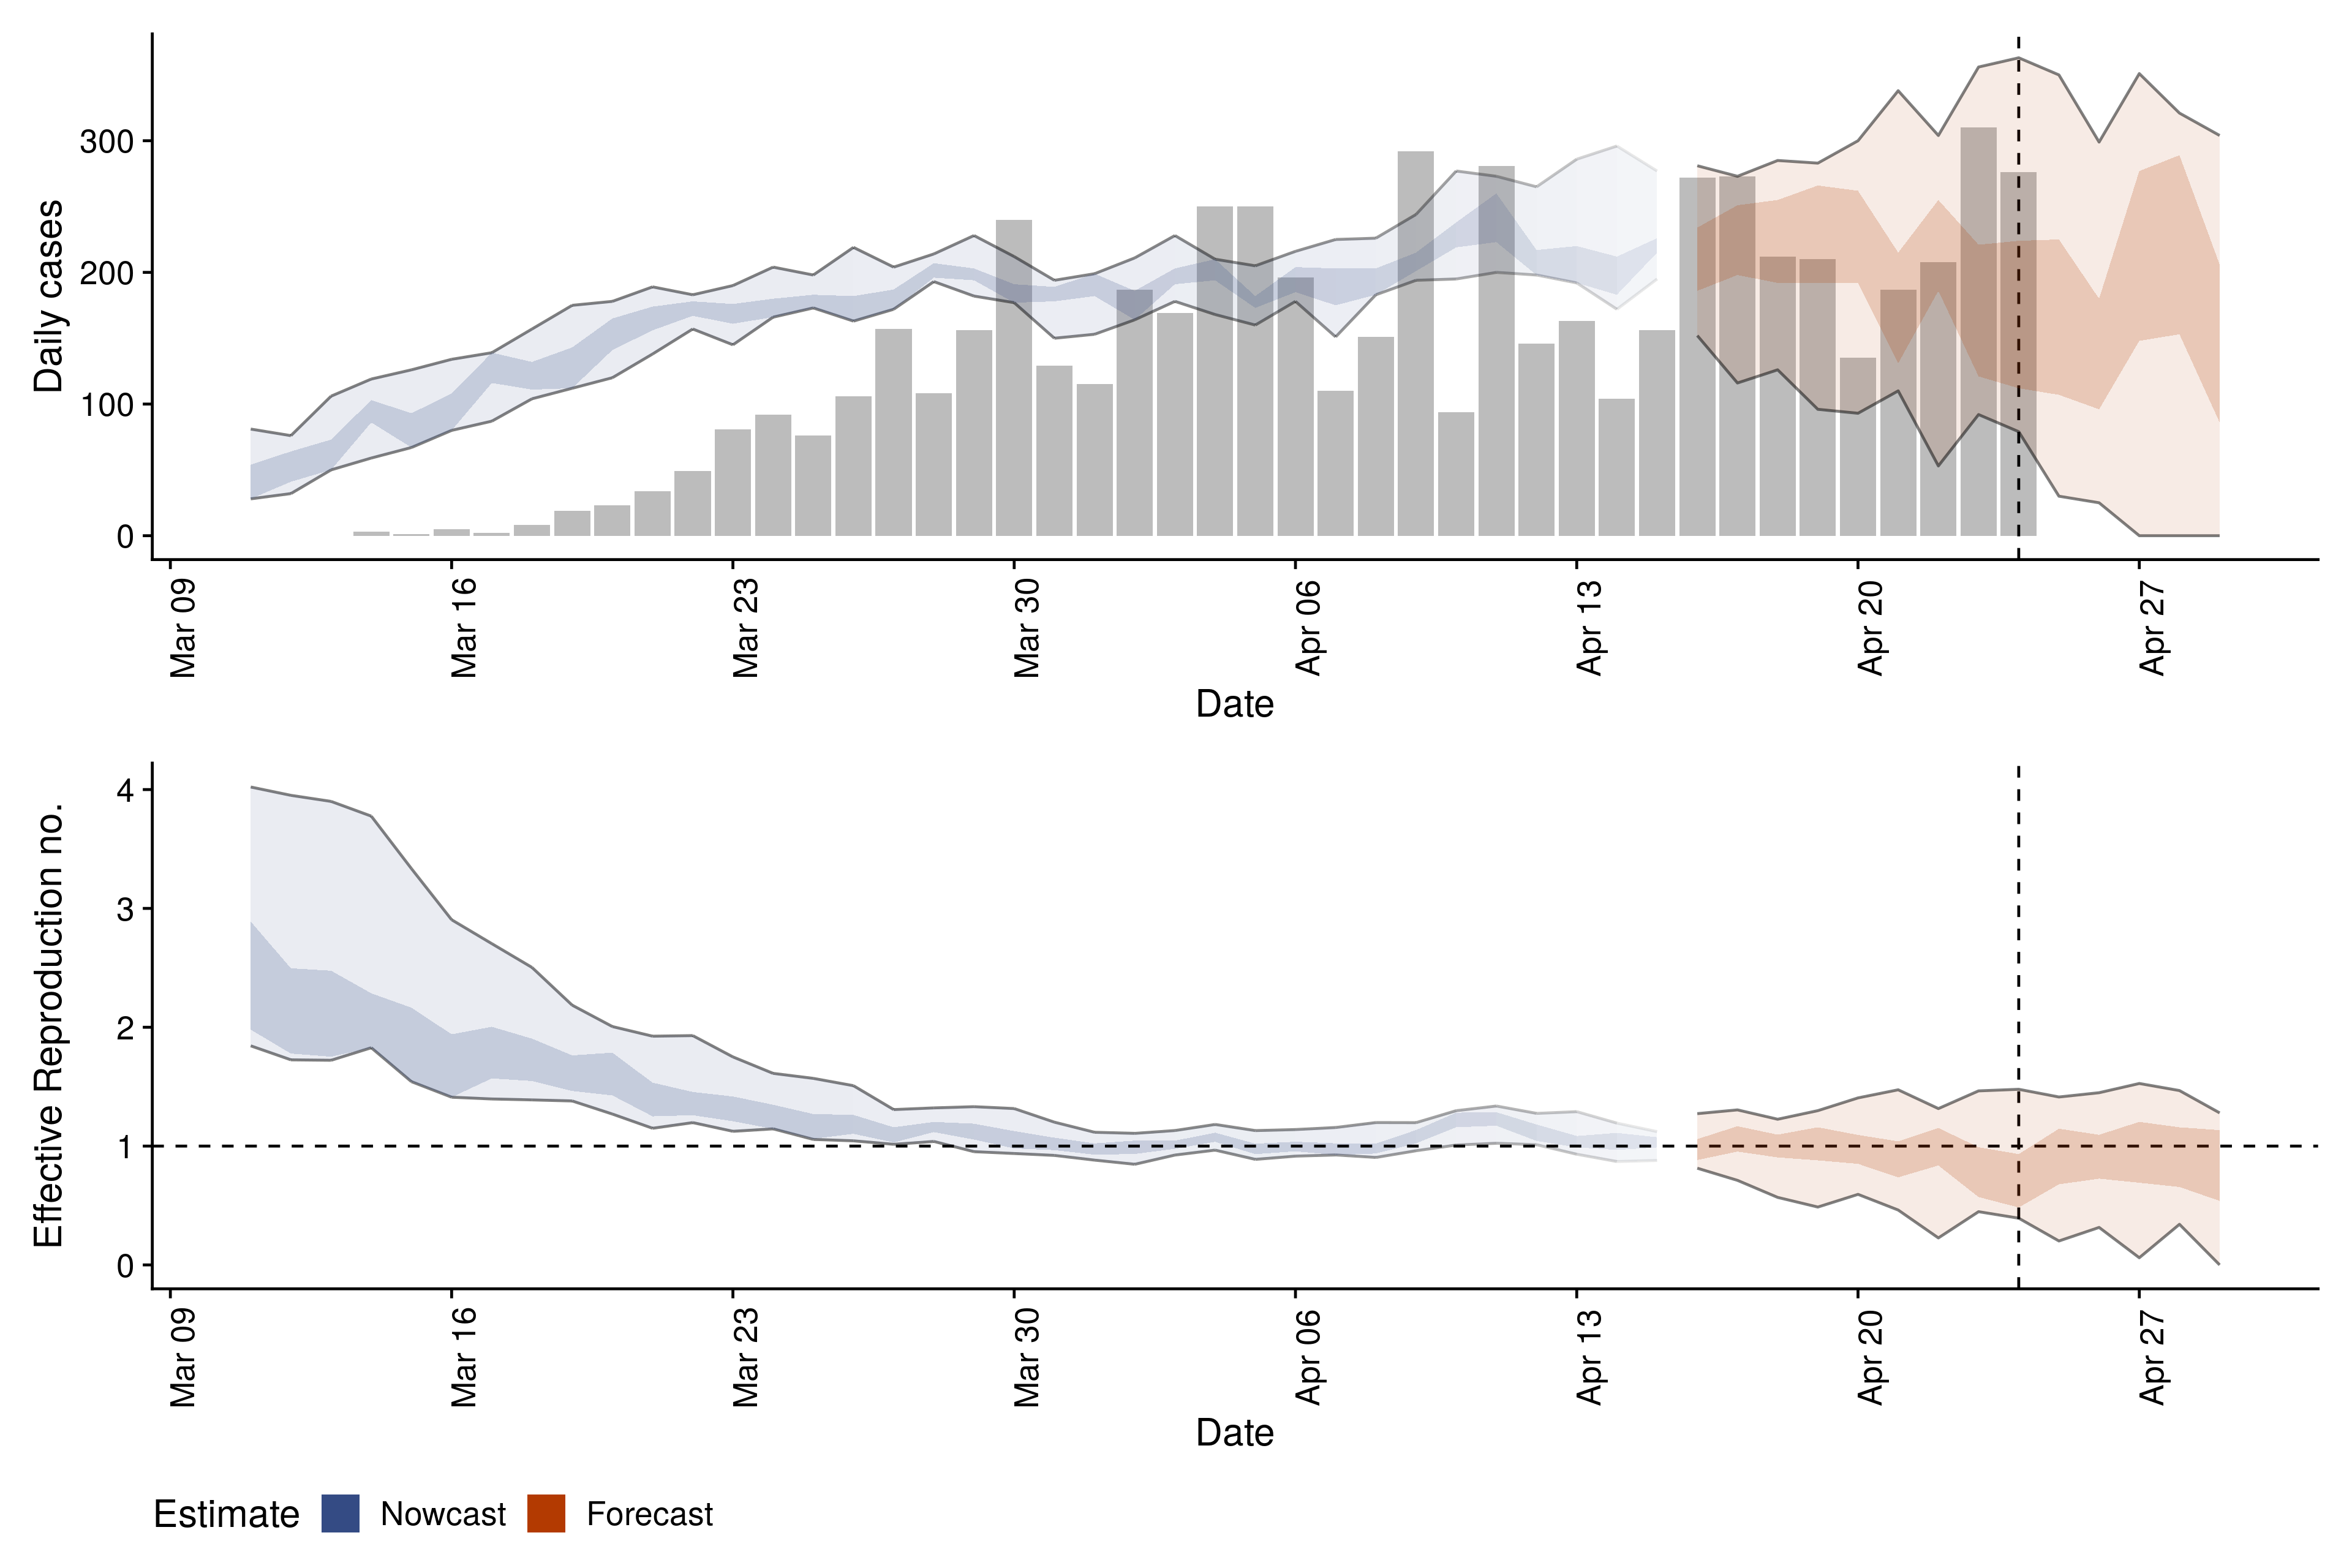 Daily cases
300
200
100
0
Mar 09
Mar 16
Mar 23
Mar 30
Apr 06
Apr 13
Apr 20
Apr 27
Date
Effective Reproduction no.
4
3
2
1
0
Mar 09
Mar 16
Mar 23
Mar 30
Apr 06
Apr 13
Apr 20
Apr 27
Date
Estimate Nowcast Forecast